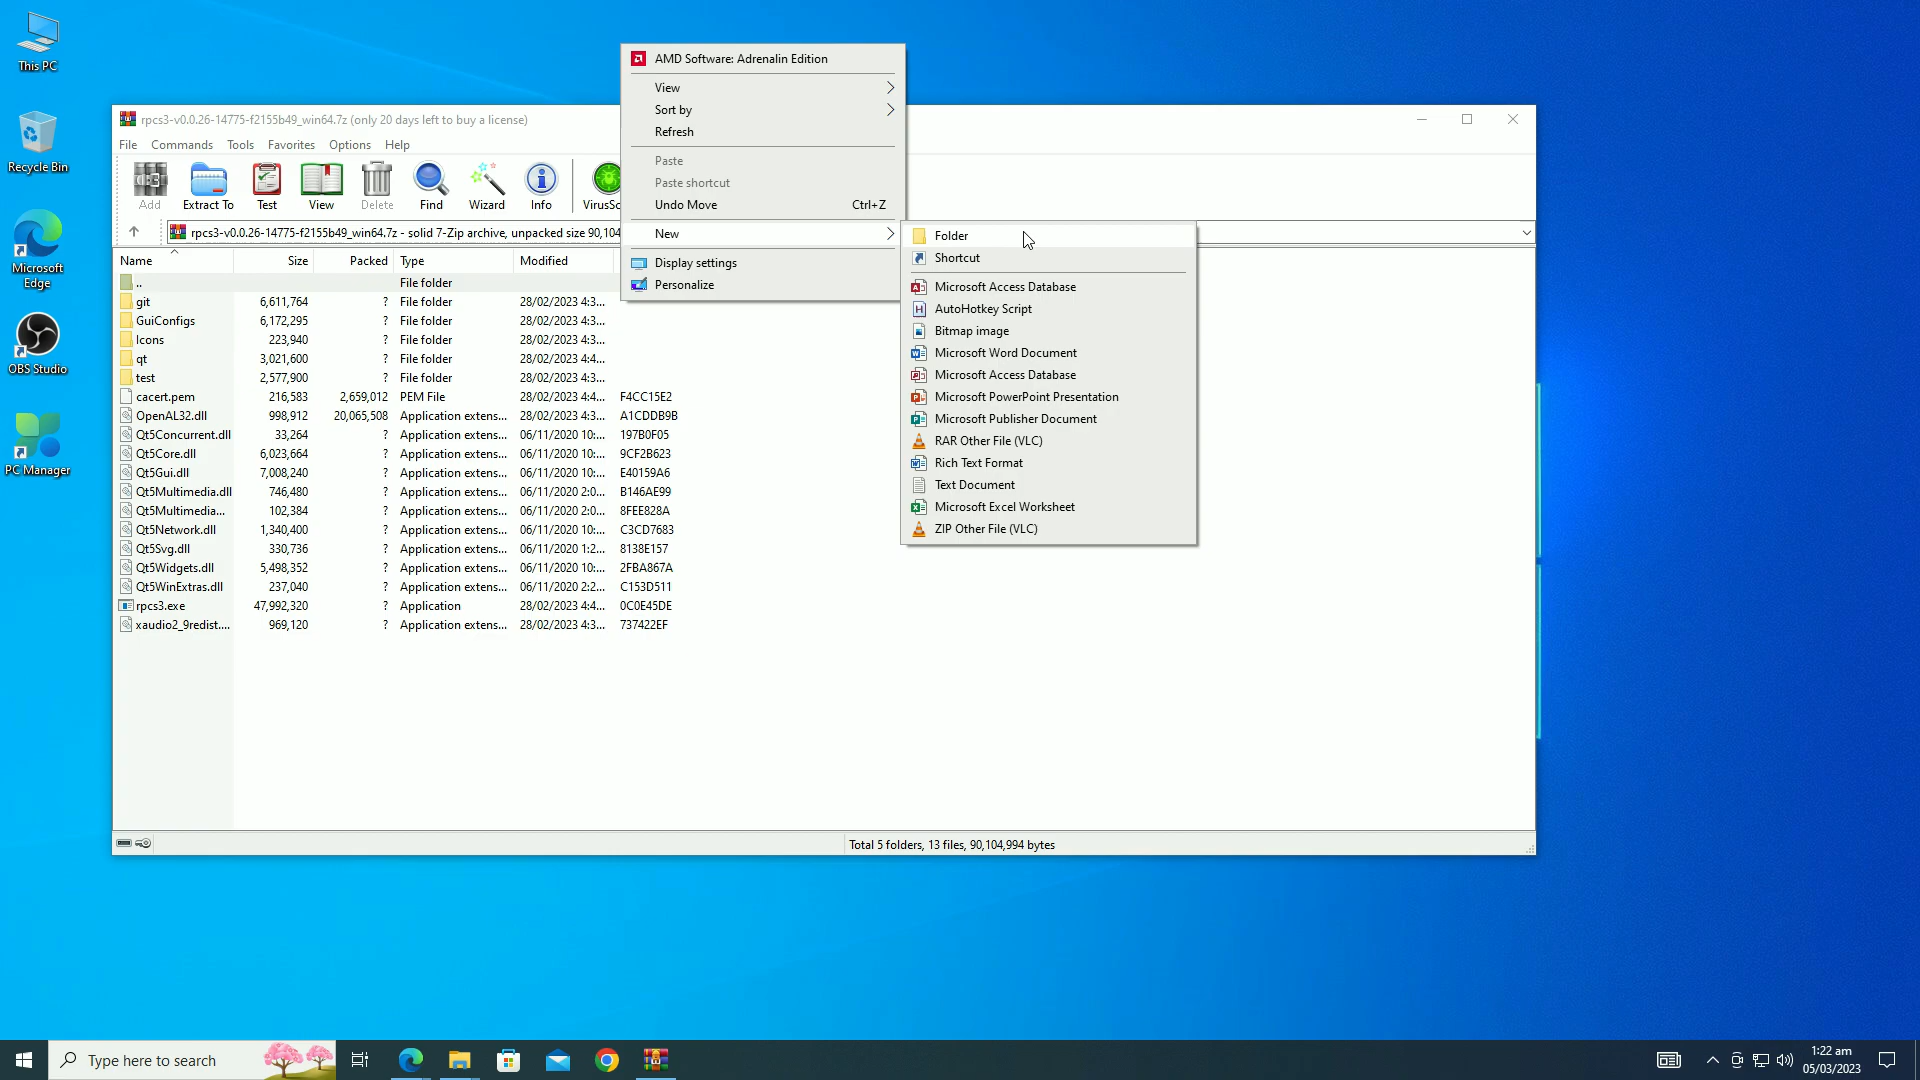 This PC
Recycle Bin
Microsoft
Edge
OBS Studio
PC Manager
rpcs3-v0.0.26-14775-f2155b49_win64.7z (only 20 days left to buy a license)
File Commands Tools Favorites Options Help
Add Extract To Test View Delete Find Wizard Info VirusSc
rpcs3-v0.0.26-14775-f2155b49_win64.7z - solid 7-Zip archive, unpacked size 90,104
Name Size Packed Type Modified
.. File folder
git 6,611,764 ? File folder 28/02/2023 4:3...
GuiConfigs 6,172,295 ? File folder 28/02/2023 4:3...
Icons 223,940 ? File folder 28/02/2023 4:3...
qt 3,021,600 ? File folder 28/02/2023 4:4...
test 2,577,900 ? File folder 28/02/2023 4:3...
cacert.pem 216,583 2,659,012 PEM File 28/02/2023 4:4... F4CC15E2
OpenAL32.dll 998,912 20,065,508 Application extens... 28/02/2023 4:3... A1CDDB9B
Qt5Concurrent.dll 33,264 ? Application extens... 06/11/2020 10:... 197B0F05
Qt5Core.dll 6,023,664 ? Application extens... 06/11/2020 10:... 9CF2B623
Qt5Gui.dll 7,008,240 ? Application extens... 06/11/2020 10:... E40159A6
Qt5Multimedia.dll 746,480 ? Application extens... 06/11/2020 2:0... B146AE99
Qt5Multimedia... 102,384 ? Application extens... 06/11/2020 2:0... 8FEE828A
Qt5Network.dll 1,340,400 ? Application extens... 06/11/2020 10:... C3CD7683
Qt5Svg.dll 330,736 ? Application extens... 06/11/2020 1:2... 8138E157
Qt5Widgets.dll 5,498,352 ? Application extens... 06/11/2020 10:... 2FBA867A
Qt5WinExtras.dll 237,040 ? Application extens... 06/11/2020 2:2... C153D511
rpcs3.exe 47,992,320 ? Application 28/02/2023 4:4... 0C0E45DE
xaudio2_9redist.... 969,120 ? Application extens... 28/02/2023 4:3... 737422EF
Total 5 folders, 13 files, 90,104,994 bytes
AMD Software: Adrenalin Edition
View
Sort by
Refresh
Paste
Paste shortcut
Undo Move Ctrl+Z
New
Display settings
Personalize
Folder
Shortcut
Microsoft Access Database
AutoHotkey Script
Bitmap image
Microsoft Word Document
Microsoft Access Database
Microsoft PowerPoint Presentation
Microsoft Publisher Document
RAR Other File (VLC)
Rich Text Format
Text Document
Microsoft Excel Worksheet
ZIP Other File (VLC)
Type here to search
1:22 am
05/03/2023